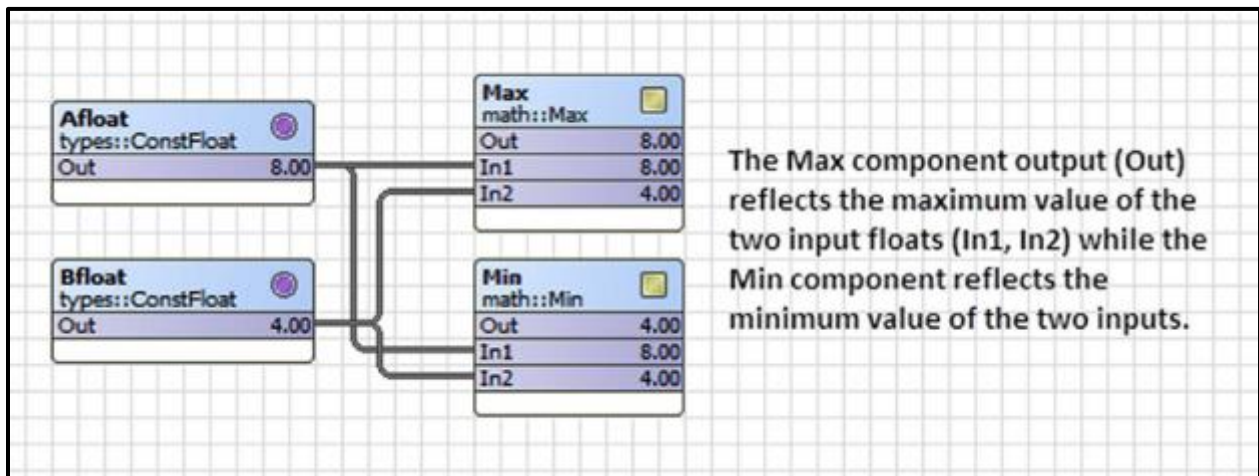 Afloat
types::ConstFloat
Out 8.00
Bfloat
types::ConstFloat
Out 4.00
Max
math::Max
Out 8.00
In1 8.00
In2 4.00
Min
math::Min
Out 4.00
In1 8.00
In2 4.00
The Max component output (Out)
reflects the maximum value of the
two input floats (In1, In2) while the
Min component reflects the
minimum value of the two inputs.